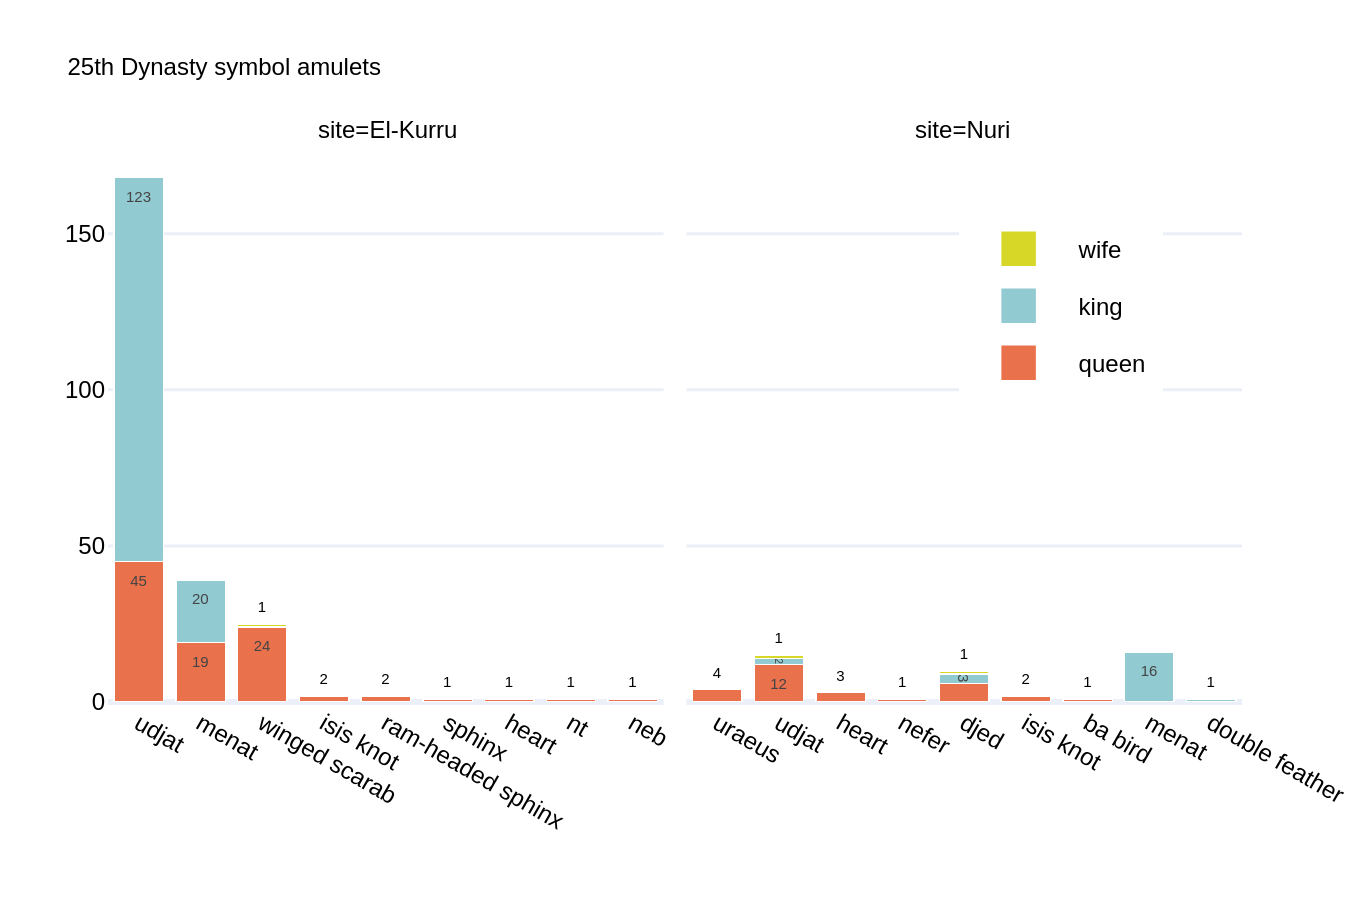 25th Dynasty symbol amulets
site=El-Kurru
site=Nuri
150
100
50
0
123
45
20
19
1
24
2
2
1
1
1
1
4
1
2
12
3
1
1
3
2
1
16
1
wife
king
queen
udjat
menat
winged scarab
isis knot
ram-headed sphinx
sphinx
heart
nt
neb
uraeus
udjat
heart
nefer
djed
isis knot
ba bird
menat
double feather